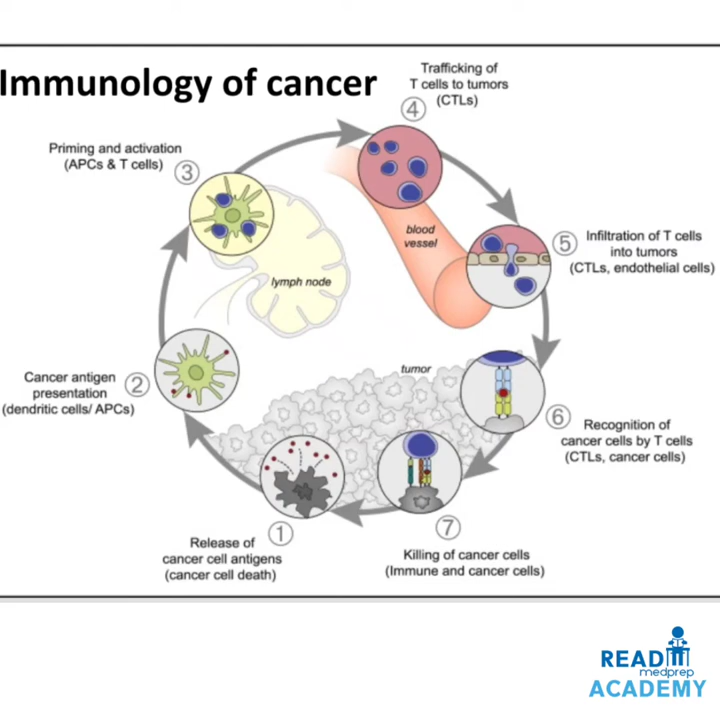 Immunology of cancer
Trafficking of
T cells to tumors
(CTLs)
4
Priming and activation
(APCs & T cells)
3
blood
vessel
5
Infiltration of T cells
into tumors
(CTLs, endothelial cells)
lymph node
Cancer antigen
presentation
(dendritic cells/ APCs)
2
tumor
6
Recognition of
cancer cells by T cells
(CTLs, cancer cells)
1
Release of
cancer cell antigens
(cancer cell death)
7
Killing of cancer cells
(Immune and cancer cells)
READ
medprep
ACADEMY